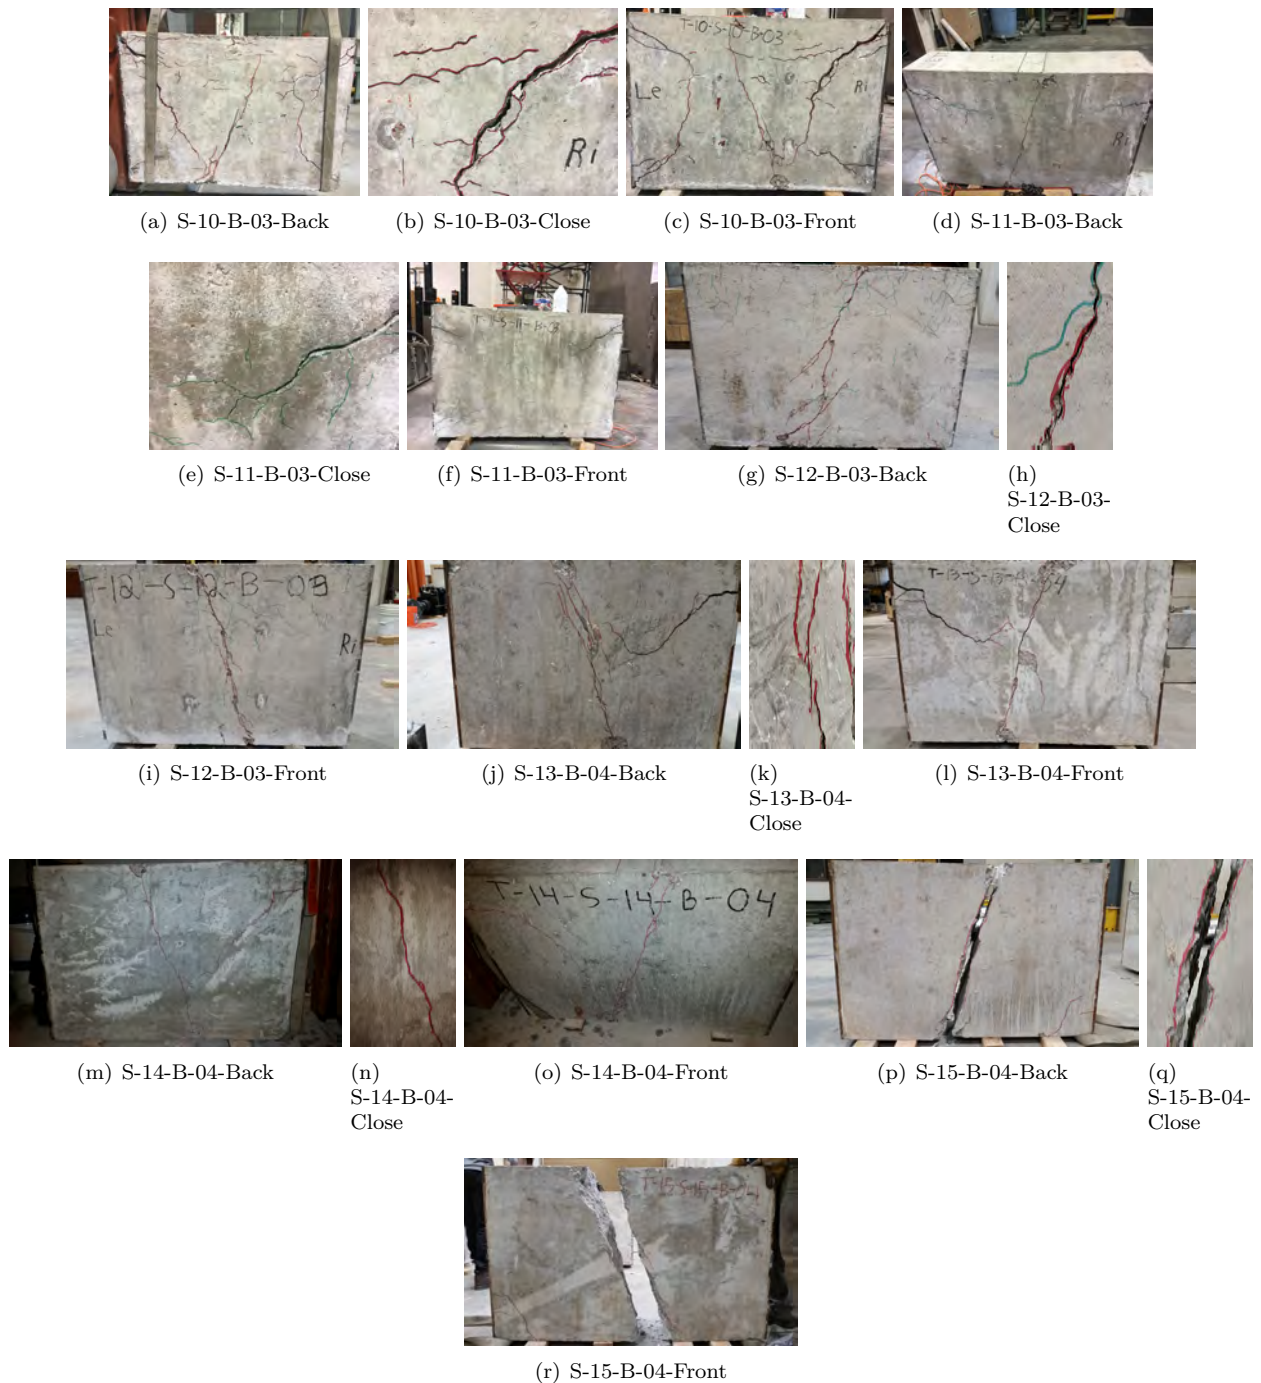 T-10-S-10-B-03
Le
Ri
Ri
Ri
(a) S-10-B-03-Back
(b) S-10-B-03-Close
(c) S-10-B-03-Front
(d) S-11-B-03-Back
(e) S-11-B-03-Close
(f) S-11-B-03-Front
(g) S-12-B-03-Back
(h)
S-12-B-03-
Close
T-12-S-12-B-03
Le
Ri
(i) S-12-B-03-Front
(j) S-13-B-04-Back
(k)
S-13-B-04-
Close
(l) S-13-B-04-Front
T-14-S-14-B-04
(m) S-14-B-04-Back
(n)
S-14-B-04-
Close
(o) S-14-B-04-Front
(p) S-15-B-04-Back
(q)
S-15-B-04-
Close
T-15-S-15-B-04
(r) S-15-B-04-Front